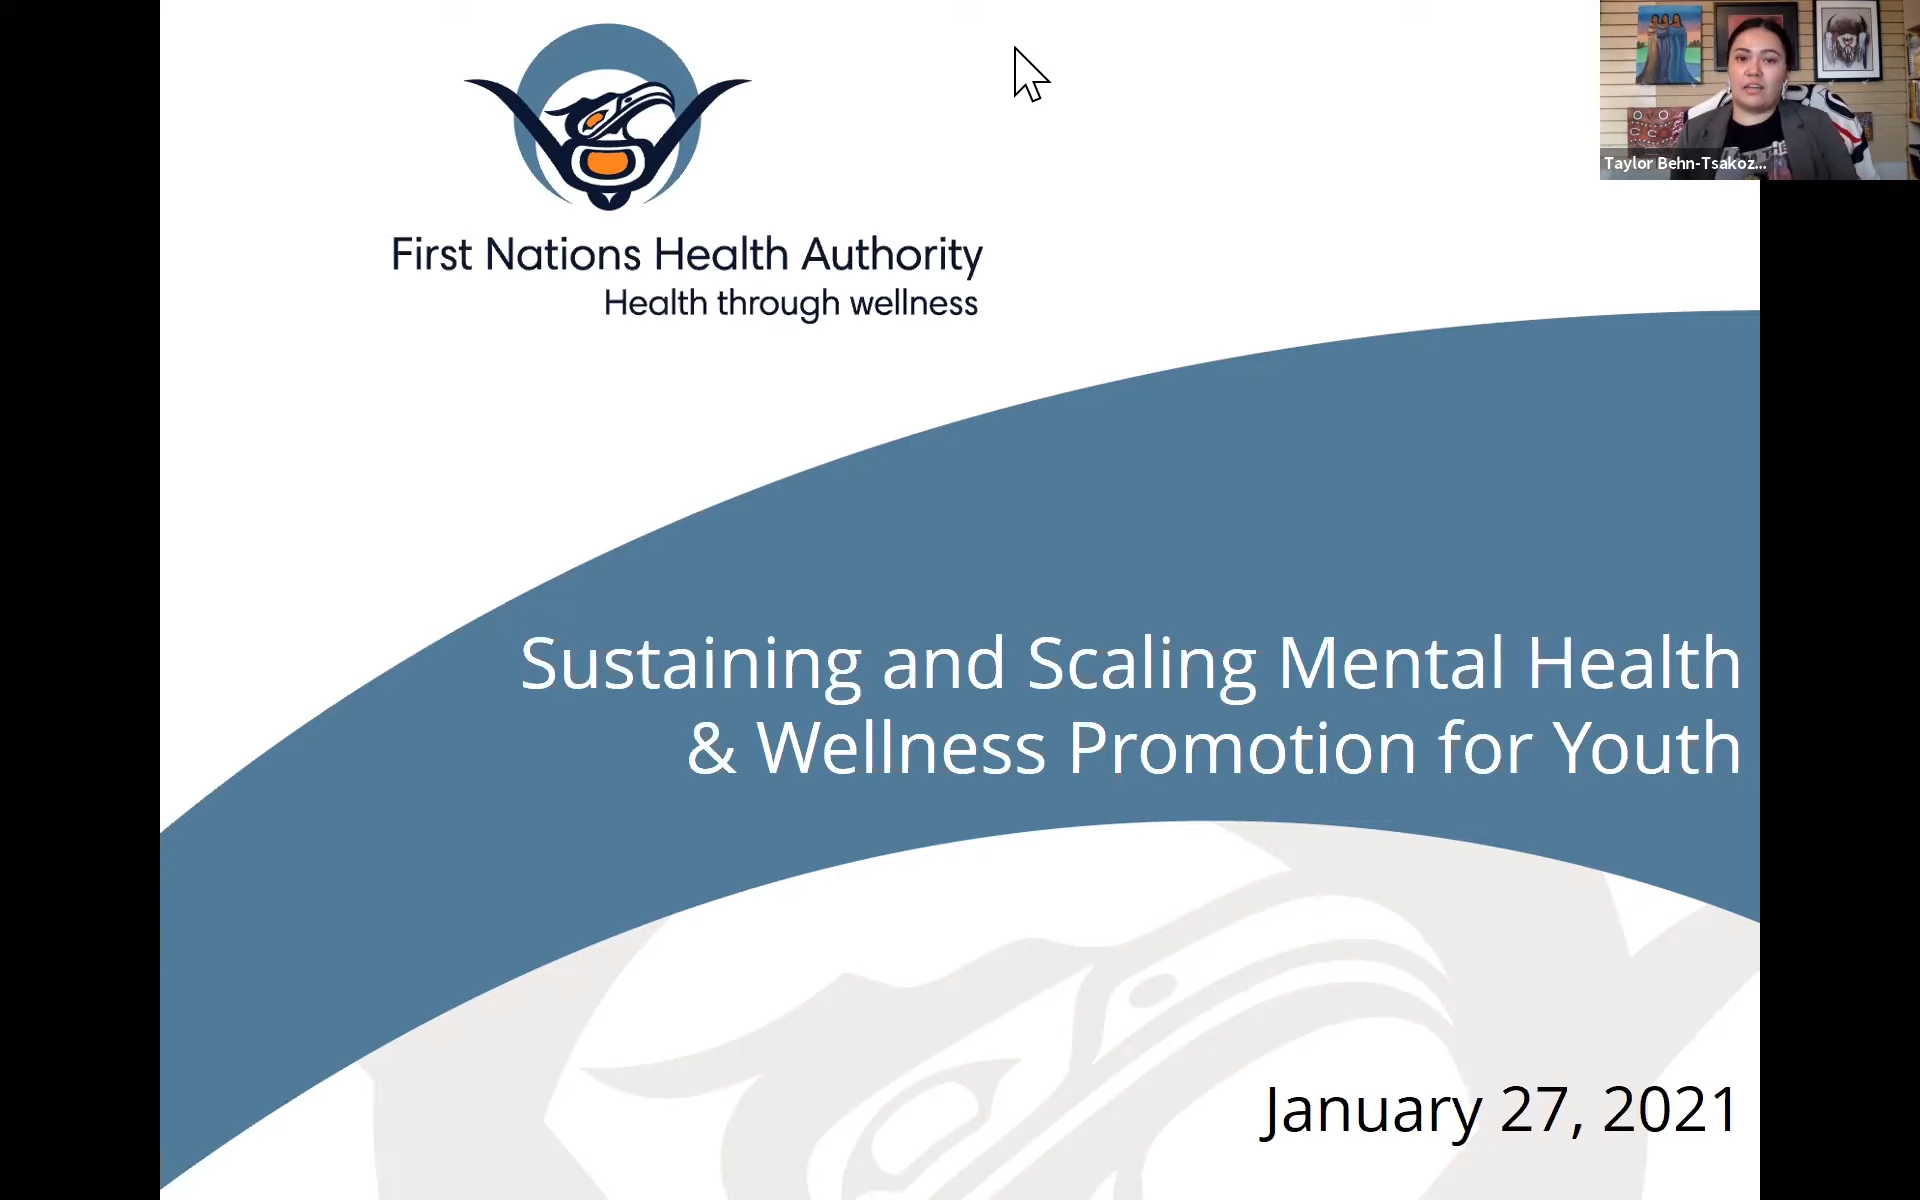 First Nations Health Authority
Health through wellness
Taylor Behn-Tsakoz...
Sustaining and Scaling Mental Health
& Wellness Promotion for Youth
January 27, 2021